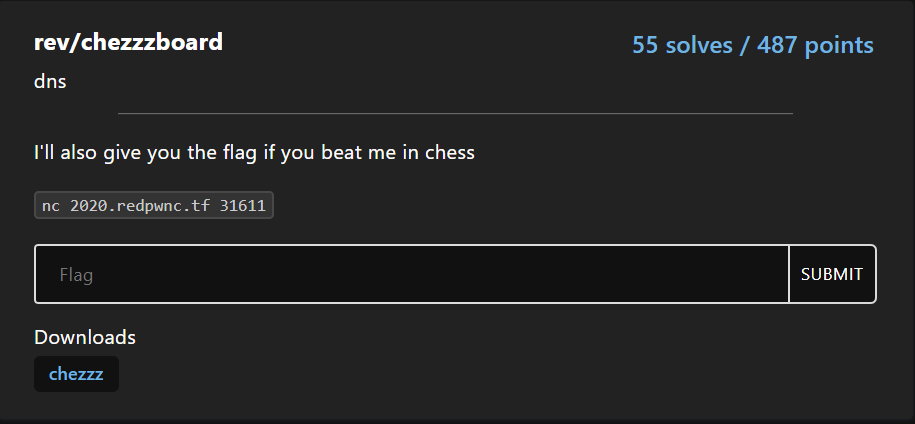 rev/chezzzboard
55 solves / 487 points
dns
I'll also give you the flag if you beat me in chess
nc 2020.redpwnc.tf 31611
Flag
SUBMIT
Downloads
chezzz